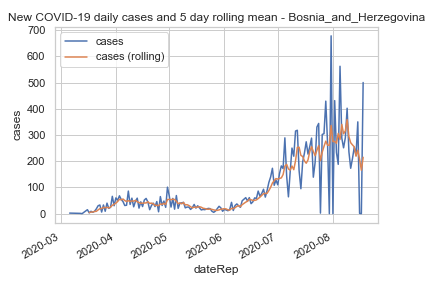 New COVID-19 daily cases and 5 day rolling mean - Bosnia_and_Herzegovina
cases
cases (rolling)
700
600
500
400
300
200
100
0
cases
2020-03
2020-04
2020-05
2020-06
2020-07
2020-08
dateRep